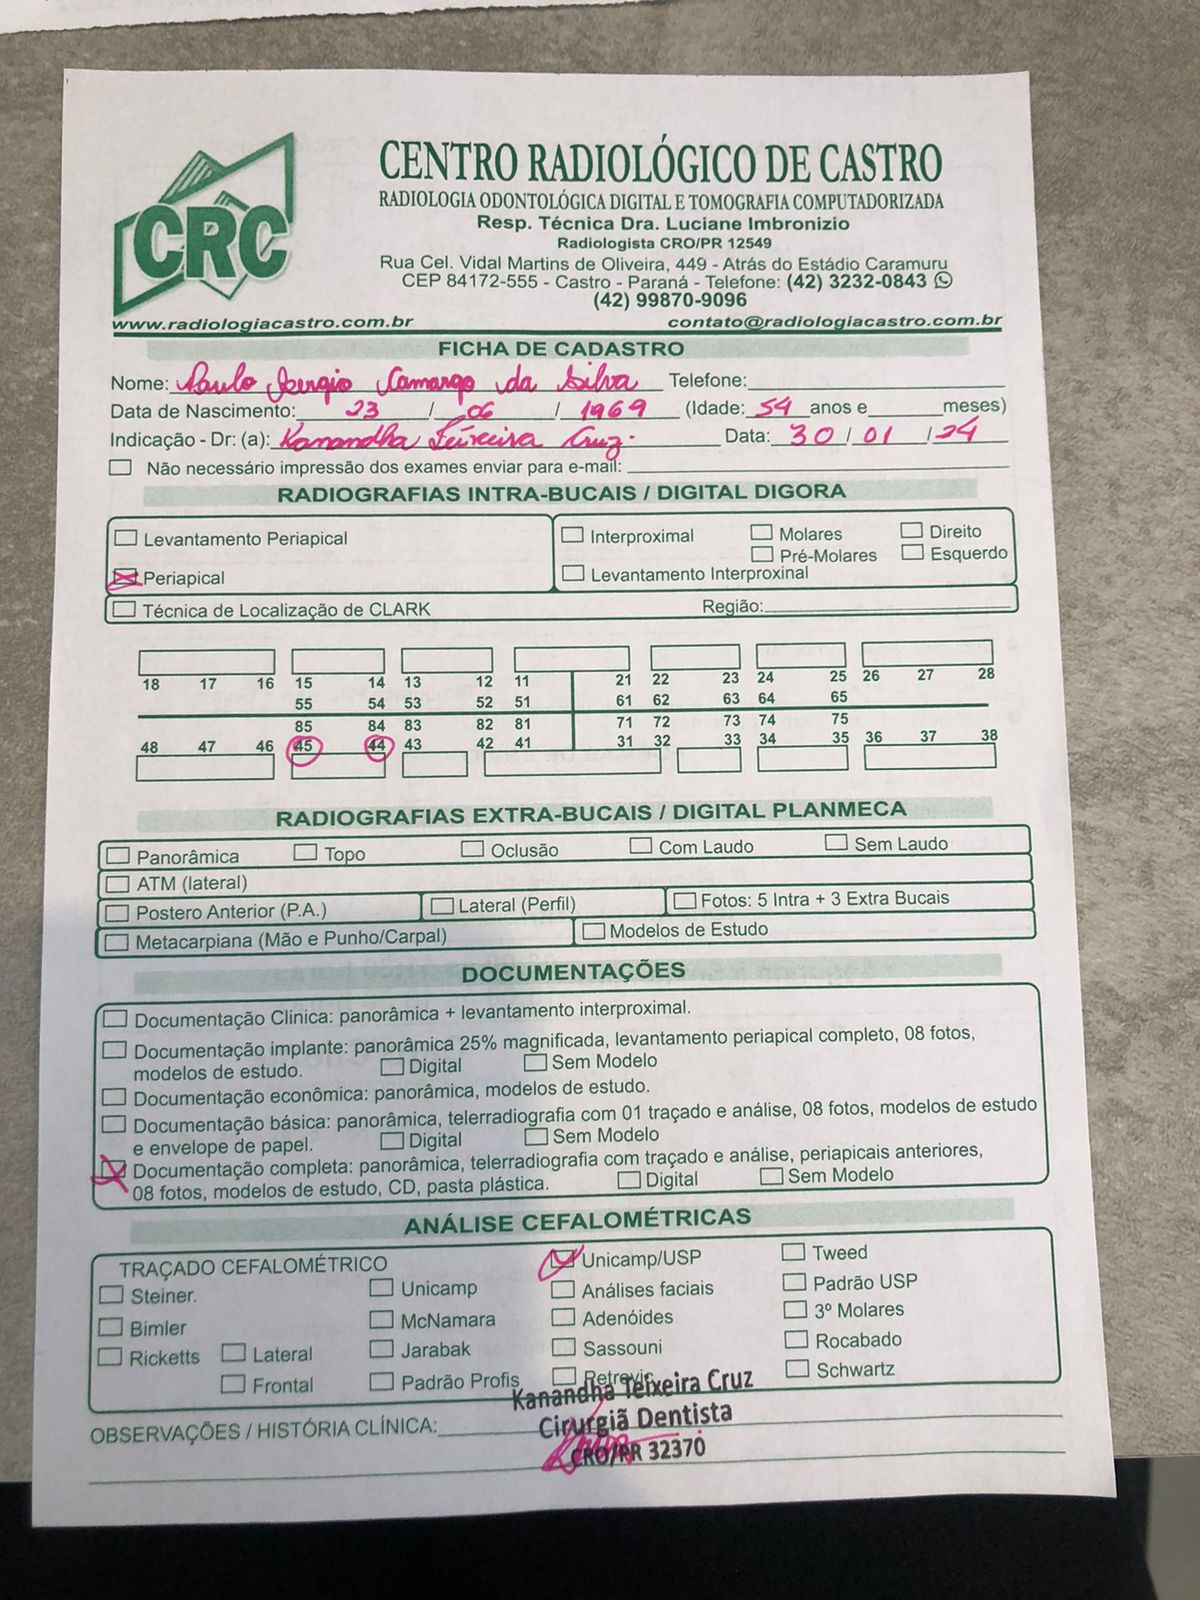 CRC
CENTRO RADIOLÓGICO DE CASTRO
RADIOLOGIA ODONTOLÓGICA DIGITAL E TOMOGRAFIA COMPUTADORIZADA
Resp. Técnica Dra. Luciane Imbronizio
Radiologista CRO/PR 12549
Rua Cel. Vidal Martins de Oliveira, 449 - Atrás do Estádio Caramuru
CEP 84172-555 - Castro - Paraná - Telefone: (42) 3232-0843
(42) 99870-9096
www.radiologiacastro.com.br contato@radiologiacastro.com.br
FICHA DE CADASTRO
Nome: Paulo Sergio Camargo da Silva Telefone:
Data de Nascimento: 23 / 06 / 1969 (Idade: 54 anos e meses)
Indicação - Dr: (a): Kanandha Teixeira Cruz. Data: 30 / 01 / 24
Não necessário impressão dos exames enviar para e-mail:
RADIOGRAFIAS INTRA-BUCAIS / DIGITAL DIGORA
Levantamento Periapical Interproximal Molares Direito
Pré-Molares Esquerdo
Periapical Levantamento Interproxinal
Técnica de Localização de CLARK Região:
18 17 16 15 14 13 12 11 21 22 23 24 25 26 27 28
55 54 53 52 51 61 62 63 64 65
85 84 83 82 81 71 72 73 74 75
48 47 46 45 44 43 42 41 31 32 33 34 35 36 37 38
RADIOGRAFIAS EXTRA-BUCAIS / DIGITAL PLANMECA
Panorâmica Topo Oclusão Com Laudo Sem Laudo
ATM (lateral)
Postero Anterior (P.A.) Lateral (Perfil) Fotos: 5 Intra + 3 Extra Bucais
Metacarpiana (Mão e Punho/Carpal) Modelos de Estudo
DOCUMENTAÇÕES
Documentação Clinica: panorâmica + levantamento interproximal.
Documentação implante: panorâmica 25% magnificada, levantamento periapical completo, 08 fotos,
modelos de estudo. Digital Sem Modelo
Documentação econômica: panorâmica, modelos de estudo.
Documentação básica: panorâmica, telerradiografia com 01 traçado e análise, 08 fotos, modelos de estudo
e envelope de papel. Digital Sem Modelo
Documentação completa: panorâmica, telerradiografia com traçado e análise, periapicais anteriores,
08 fotos, modelos de estudo, CD, pasta plástica. Digital Sem Modelo
ANÁLISE CEFALOMÉTRICAS
TRAÇADO CEFALOMÉTRICO Unicamp/USP Tweed
Steiner. Unicamp Análises faciais Padrão USP
Bimler McNamara Adenóides 3º Molares
Ricketts Lateral Jarabak Sassouni Rocabado
Frontal Padrão Profis Petrevic Schwartz
Kanandha Teixeira Cruz
OBSERVAÇÕES / HISTÓRIA CLÍNICA: Cirurgiã Dentista
CRO/PR 32370